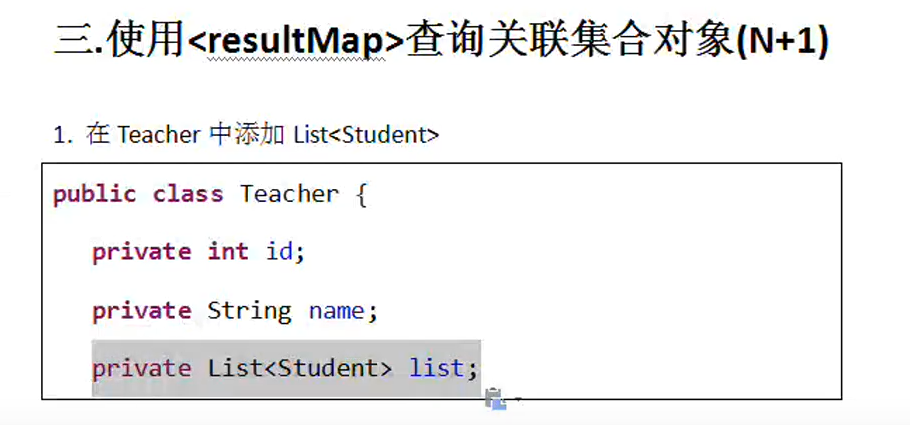 三.使用<resultMap>查询关联集合对象(N+1)
1. 在 Teacher 中添加 List<Student>
public class Teacher {
private int id;
private String name;
private List<Student> list;